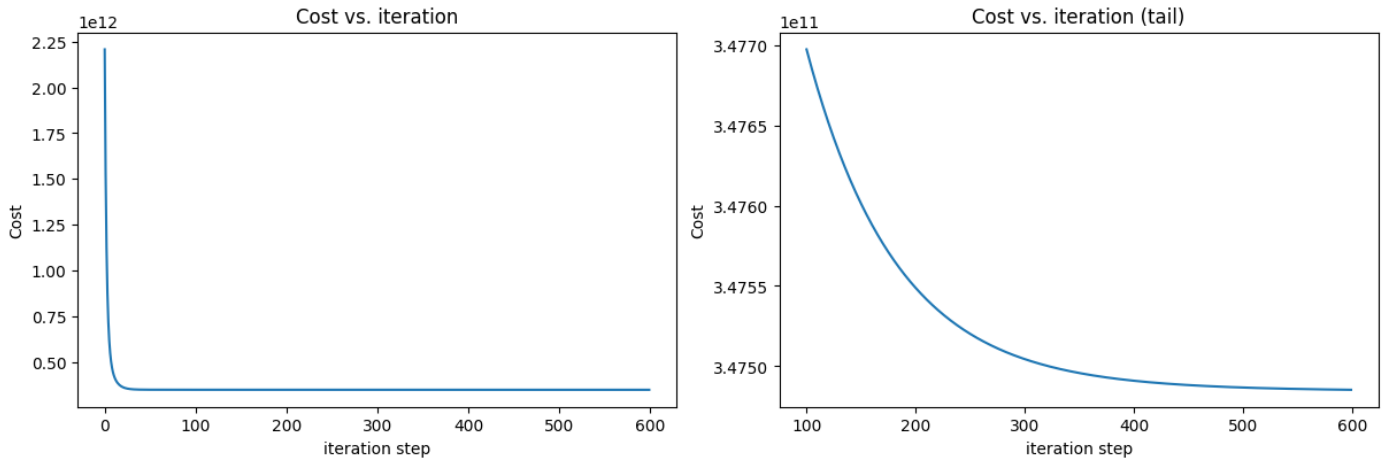 Cost vs. iteration
1e12
2.25
2.00
1.75
1.50
1.25
1.00
0.75
0.50
Cost
0 100 200 300 400 500 600
iteration step
Cost vs. iteration (tail)
1e11
3.4770
3.4765
3.4760
3.4755
3.4750
Cost
100 200 300 400 500 600
iteration step